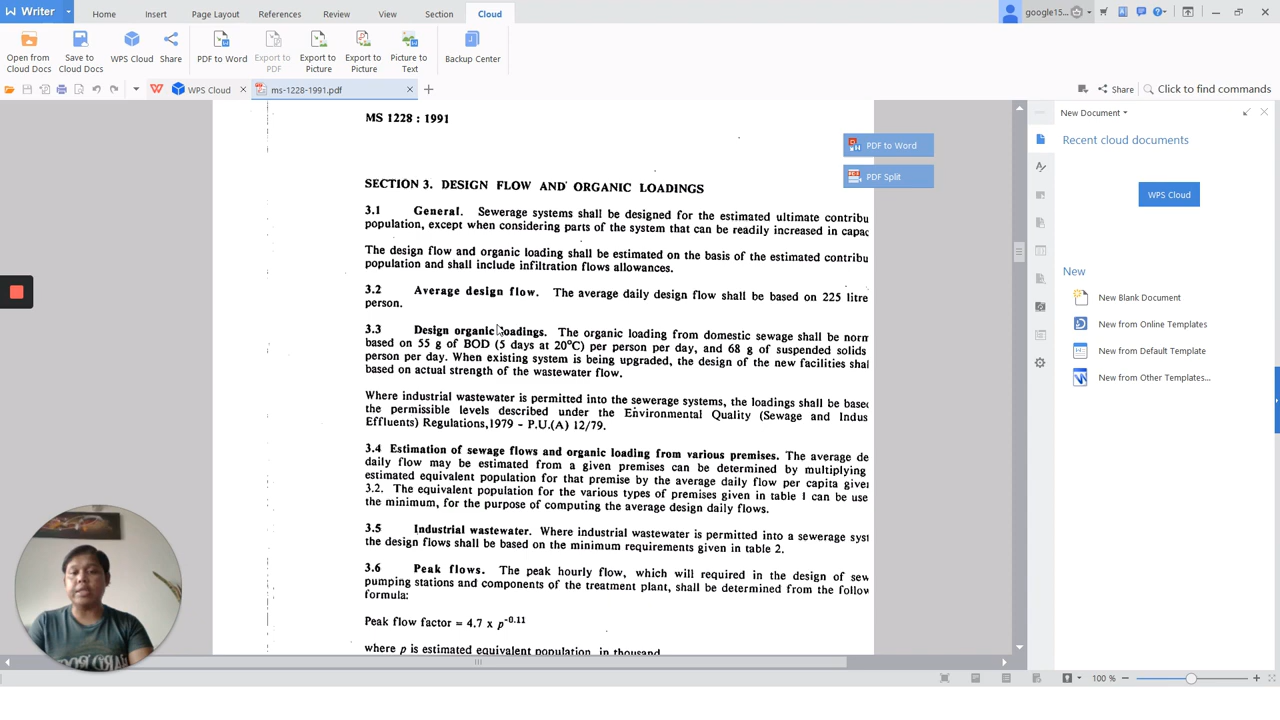 Writer
Home Insert Page Layout References Review View Section Cloud
google15...
Open from Cloud Docs
Save to Cloud Docs
WPS Cloud
Share
PDF to Word
Export to PDF
Export to Picture
Export to Picture
Picture to Text
Backup Center
WPS Cloud
ms-1228-1991.pdf
Share
Click to find commands
MS 1228 : 1991
SECTION 3. DESIGN FLOW AND ORGANIC LOADINGS
3.1 General. Sewerage systems shall be designed for the estimated ultimate contribu
population, except when considering parts of the system that can be readily increased in capac
The design flow and organic loading shall be estimated on the basis of the estimated contribu
population and shall include infiltration flows allowances.
3.2 Average design flow. The average daily design flow shall be based on 225 litre
person.
3.3 Design organic loadings. The organic loading from domestic sewage shall be norm
based on 55 g of BOD (5 days at 20°C) per person per day, and 68 g of suspended solids
person per day. When existing system is being upgraded, the design of the new facilities shal
based on actual strength of the wastewater flow.
Where industrial wastewater is permitted into the sewerage systems, the loadings shall be based
the permissible levels described under the Environmental Quality (Sewage and Indus
Effluents) Regulations,1979 - P.U.(A) 12/79.
3.4 Estimation of sewage flows and organic loading from various premises. The average de
daily flow may be estimated from a given premises can be determined by multiplying
estimated equivalent population for that premise by the average daily flow per capita give
3.2. The equivalent population for the various types of premises given in table 1 can be use
the minimum, for the purpose of computing the average design daily flows.
3.5 Industrial wastewater. Where industrial wastewater is permitted into a sewerage syst
the design flows shall be based on the minimum requirements given in table 2.
3.6 Peak flows. The peak hourly flow, which will required in the design of sew
pumping stations and components of the treatment plant, shall be determined from the follow
formula:
Peak flow factor = 4.7 x p^-0.11
where p is estimated equivalent population, in thousand
PDF to Word
PDF Split
New Document
Recent cloud documents
WPS Cloud
New
New Blank Document
New from Online Templates
New from Default Template
New from Other Templates...
100 %